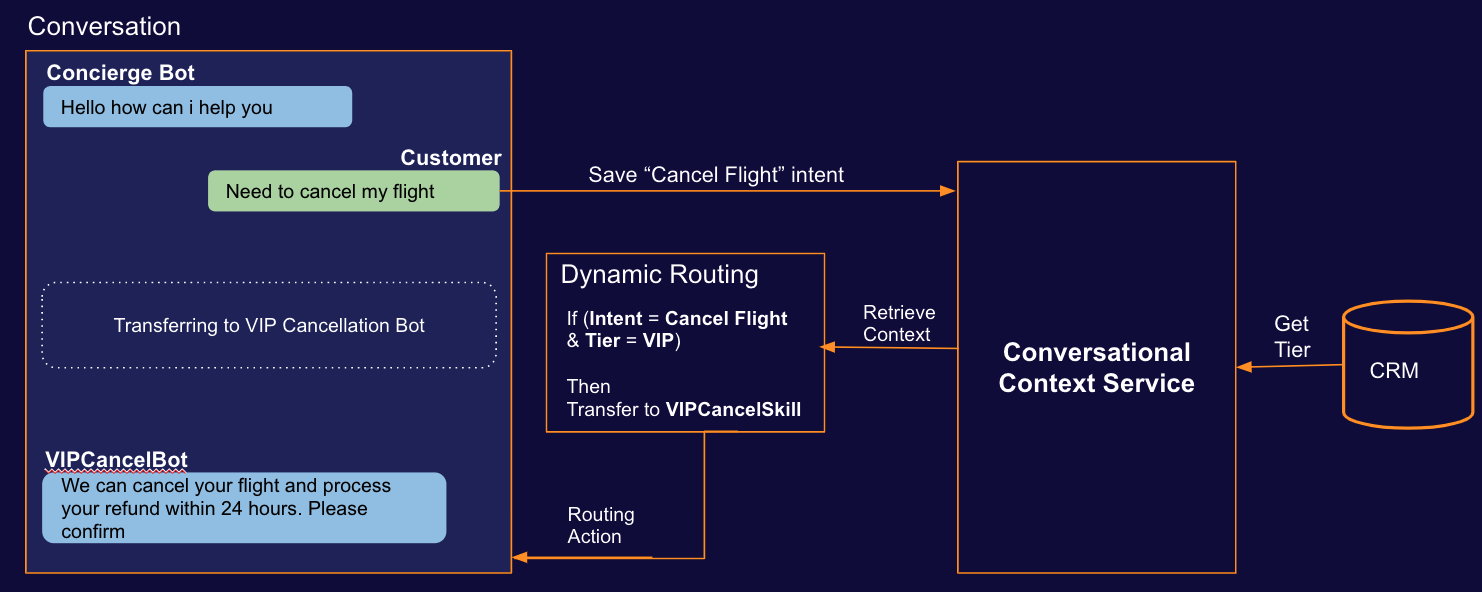 Conversation
Concierge Bot
Hello how can i help you
Customer
Need to cancel my flight
Save “Cancel Flight” intent
Dynamic Routing
If (Intent = Cancel Flight
& Tier = VIP)
Then
Transfer to VIPCancelSkill
Transferring to VIP Cancellation Bot
Retrieve
Context
Conversational
Context Service
Get
Tier
CRM
VIPCancelBot
We can cancel your flight and process
your refund within 24 hours. Please
confirm
Routing
Action